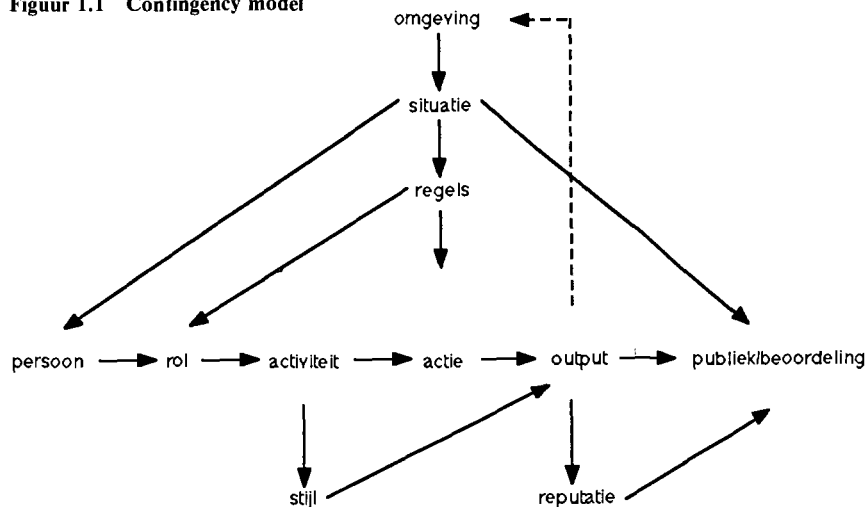 Figuur 1.1 Contingency model
omgeving
situatie
regels
persoon rol activiteit actie output publiek/beoordeling
stijl reputatie